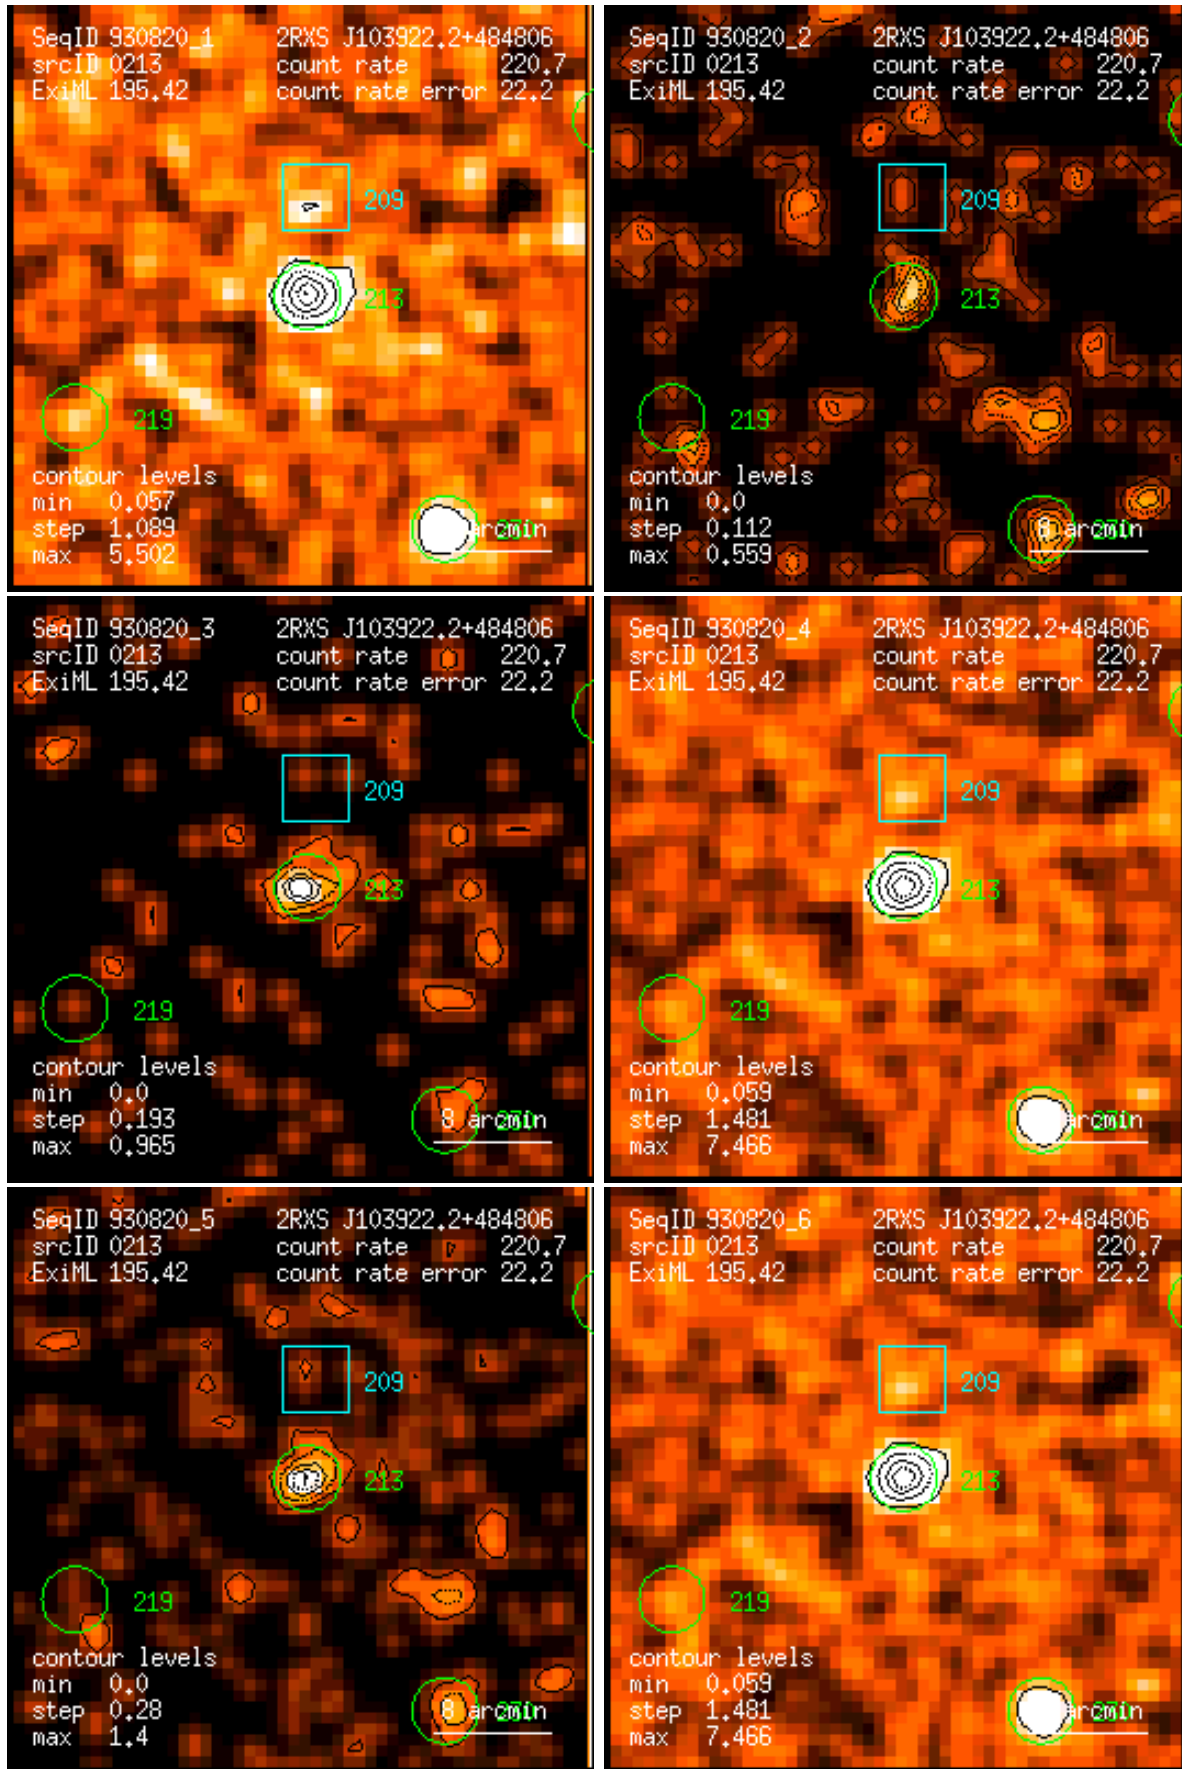 SeqID 930820_1 2RXS J103922.2+484806
srcID 0213 count rate 220.7
ExiML 195.42 count rate error 22.2
209
213
219
contour levels
min 0.057
step 1.089 arcmin
max 5.502
SeqID 930820_2 2RXS J103922.2+484806
srcID 0213 count rate 220.7
ExiML 195.42 count rate error 22.2
209
213
219
contour levels
min 0.0
step 0.112 8 arcmin
max 0.559
SeqID 930820_3 2RXS J103922.2+484806
srcID 0213 count rate 220.7
ExiML 195.42 count rate error 22.2
209
213
219
contour levels
min 0.0
step 0.193 8 arcmin
max 0.965
SeqID 930820_4 2RXS J103922.2+484806
srcID 0213 count rate 220.7
ExiML 195.42 count rate error 22.2
209
213
219
contour levels
min 0.059
step 1.481 arcmin
max 7.466
SeqID 930820_5 2RXS J103922.2+484806
srcID 0213 count rate 220.7
ExiML 195.42 count rate error 22.2
209
213
219
contour levels
min 0.0
step 0.28 8 arcmin
max 1.4
SeqID 930820_6 2RXS J103922.2+484806
srcID 0213 count rate 220.7
ExiML 195.42 count rate error 22.2
209
213
219
contour levels
min 0.059
step 1.481 arcmin
max 7.466